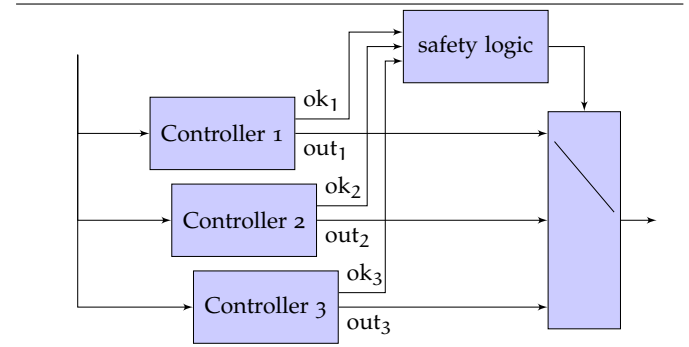 safety logic
ok₁
Controller 1
out₁
ok₂
Controller 2
out₂
ok₃
Controller 3
out₃